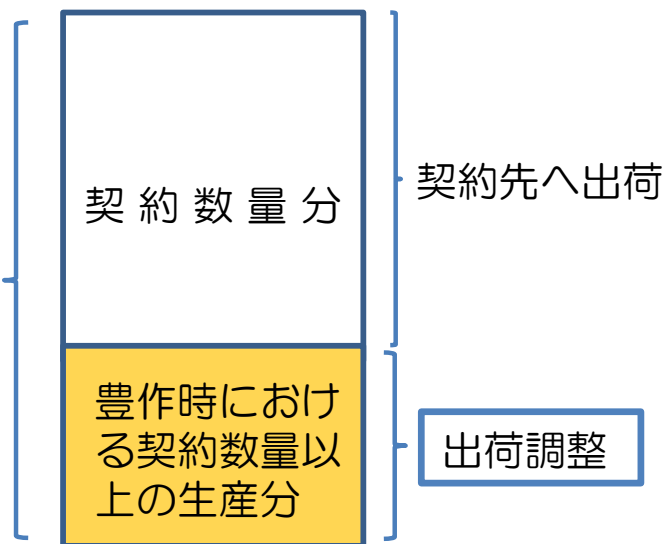 契約数量分
契約先へ出荷
豊作時におけ
る契約数量以
上の生産分
出荷調整